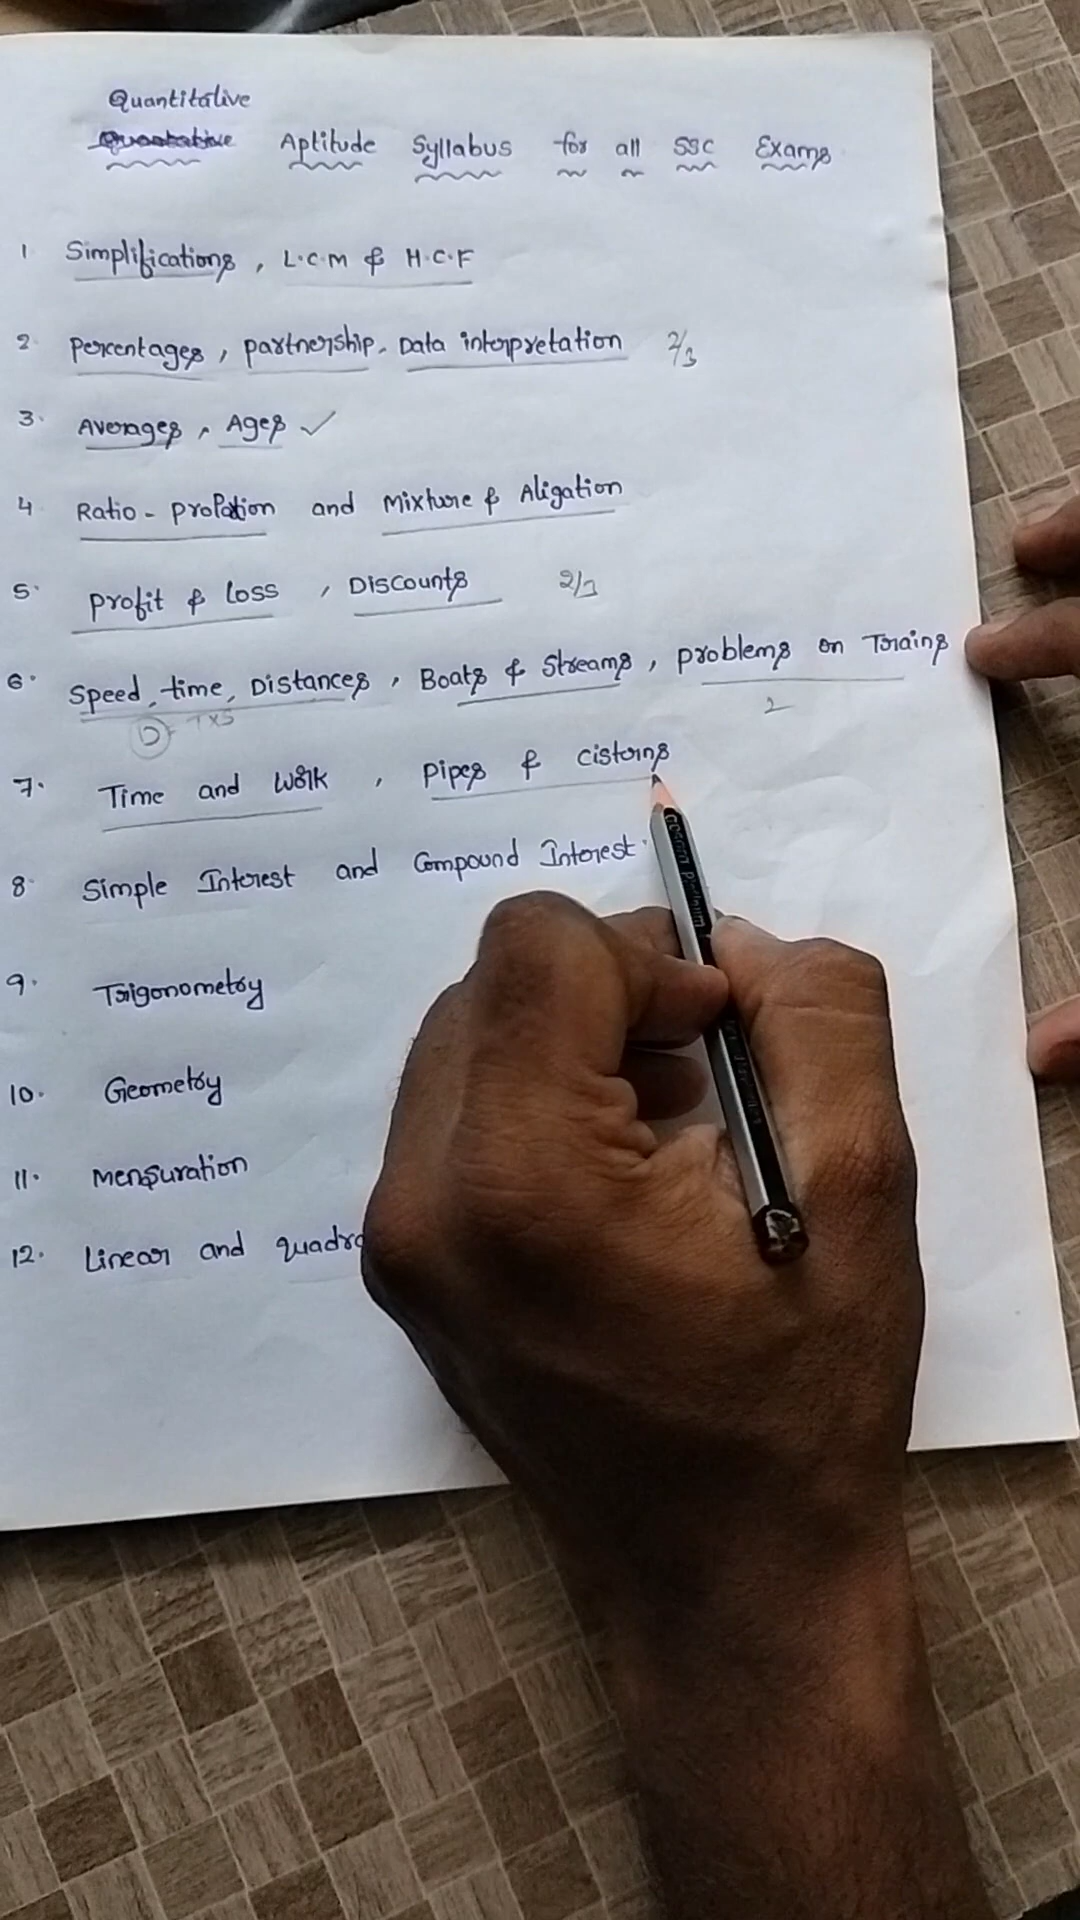 Quantitative
Aptitude Syllabus for all SSC Exams
1 Simplifications, L.C.M & H.C.F
2. Percentages, partnership, Data interpretation 2/3
3. Averages, Ages ✓
4. Ratio - propotion and Mixture & Aligation
5. Profit & Loss, Discounts 2/3
6. Speed, time, Distances, Boats & Streams, problems on Trains
D = T×S 2
7. Time and Work, Pipes & cisterns
8. Simple Interest and Compound Interest.
9. Trigonometry
10. Geometry
11. Mensuration
12. Linear and